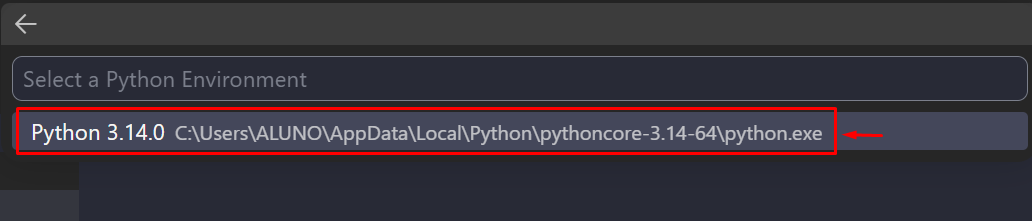 Select a Python Environment
Python 3.14.0 C:\Users\ALUNO\AppData\Local\Python\pythoncore-3.14-64\python.exe